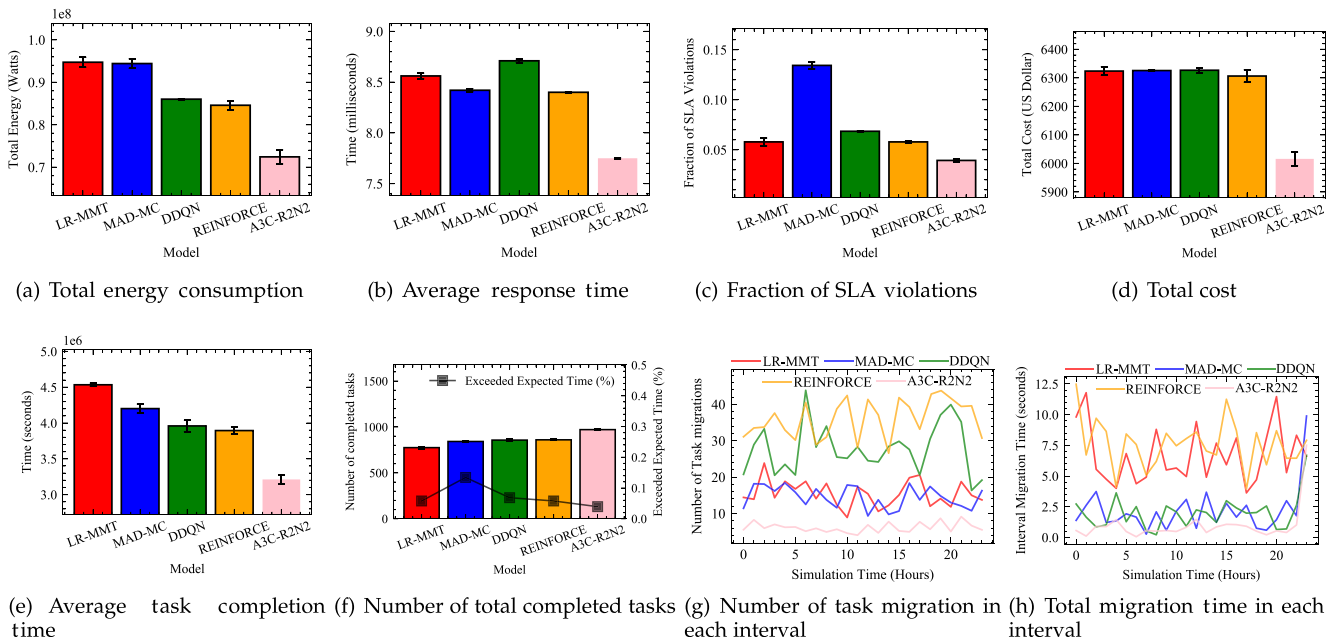 1e8
Total Energy (Watts)
1.0
0.9
0.8
0.7
LR-MMT MAD-MC DDQN REINFORCE A3C-R2N2
Model
(a) Total energy consumption
Time (milliseconds)
9.0
8.5
8.0
7.5
LR-MMT MAD-MC DDQN REINFORCE A3C-R2N2
Model
(b) Average response time
Fraction of SLA Violations
0.15
0.10
0.05
LR-MMT MAD-MC DDQN REINFORCE A3C-R2N2
Model
(c) Fraction of SLA violations
Total Cost (US Dollar)
6400
6300
6200
6100
6000
5900
LR-MMT MAD-MC DDQN REINFORCE A3C-R2N2
Model
(d) Total cost
1e6
Time (seconds)
5.0
4.5
4.0
3.5
3.0
LR-MMT MAD-MC DDQN REINFORCE A3C-R2N2
Model
(e) Average task completion
time
Number of completed tasks
1500
1000
500
0
Exceeded Expected Time (%)
0.5
0.4
0.3
0.2
0.1
0.0
Exceeded Expected Time (%)
LR-MMT MAD-MC DDQN REINFORCE A3C-R2N2
Model
(f) Number of total completed tasks
LR-MMT MAD-MC DDQN
REINFORCE A3C-R2N2
Number of Task migrations
40
30
20
10
0 5 10 15 20
Simulation Time (Hours)
(g) Number of task migration in
each interval
LR-MMT MAD-MC DDQN
REINFORCE A3C-R2N2
Interval Migration Time (seconds)
12.5
10.0
7.5
5.0
2.5
0.0
0 5 10 15 20
Simulation Time (Hours)
(h) Total migration time in each
interval